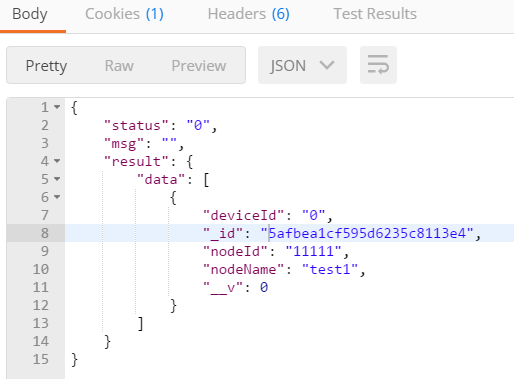 Body Cookies (1) Headers (6) Test Results
Pretty Raw Preview JSON
1 {
2 "status": "0",
3 "msg": "",
4 "result": {
5 "data": [
6 {
7 "deviceId": "0",
8 "_id": "5afbea1cf595d6235c8113e4",
9 "nodeId": "11111",
10 "nodeName": "test1",
11 "__v": 0
12 }
13 ]
14 }
15 }